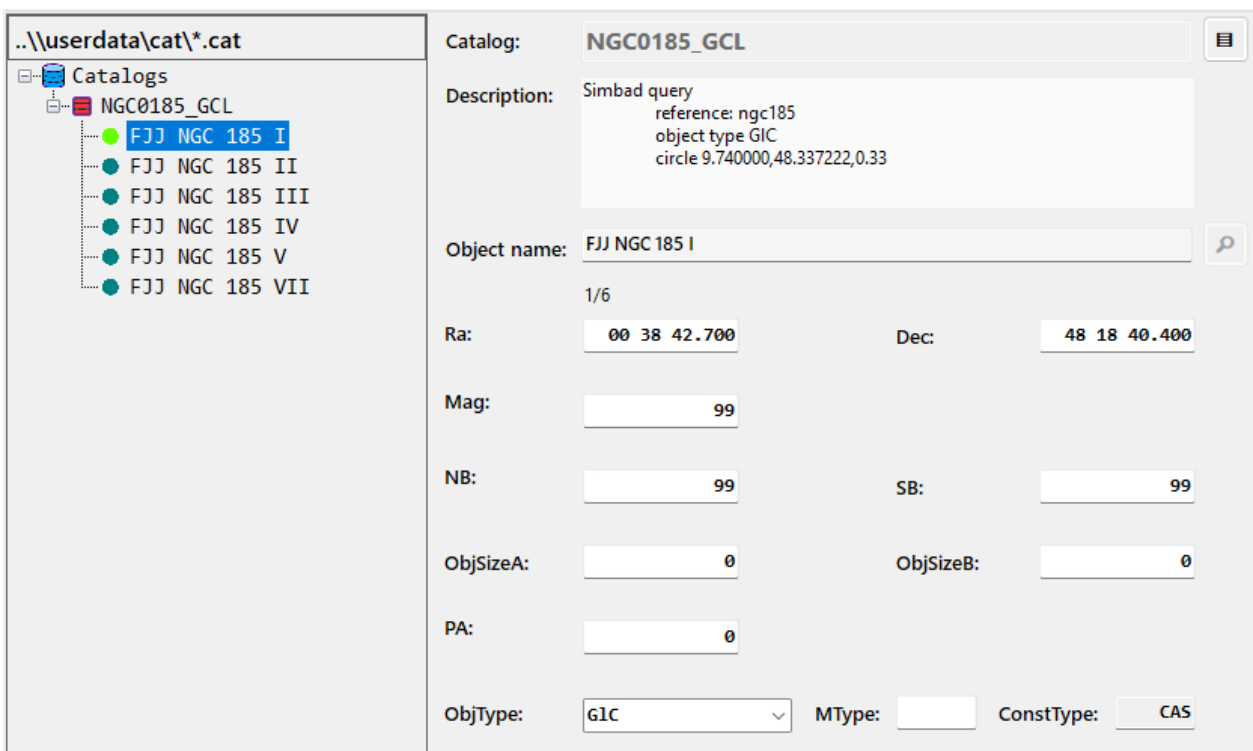 ..\\userdata\cat\*.cat
Catalogs
NGC0185_GCL
FJJ NGC 185 I
FJJ NGC 185 II
FJJ NGC 185 III
FJJ NGC 185 IV
FJJ NGC 185 V
FJJ NGC 185 VII
Catalog: NGC0185_GCL
Description: Simbad query
reference: ngc185
object type GlC
circle 9.740000,48.337222,0.33
Object name: FJJ NGC 185 I
1/6
Ra: 00 38 42.700 Dec: 48 18 40.400
Mag: 99
NB: 99 SB: 99
ObjSizeA: 0 ObjSizeB: 0
PA: 0
ObjType: GlC MType: ConstType: CAS